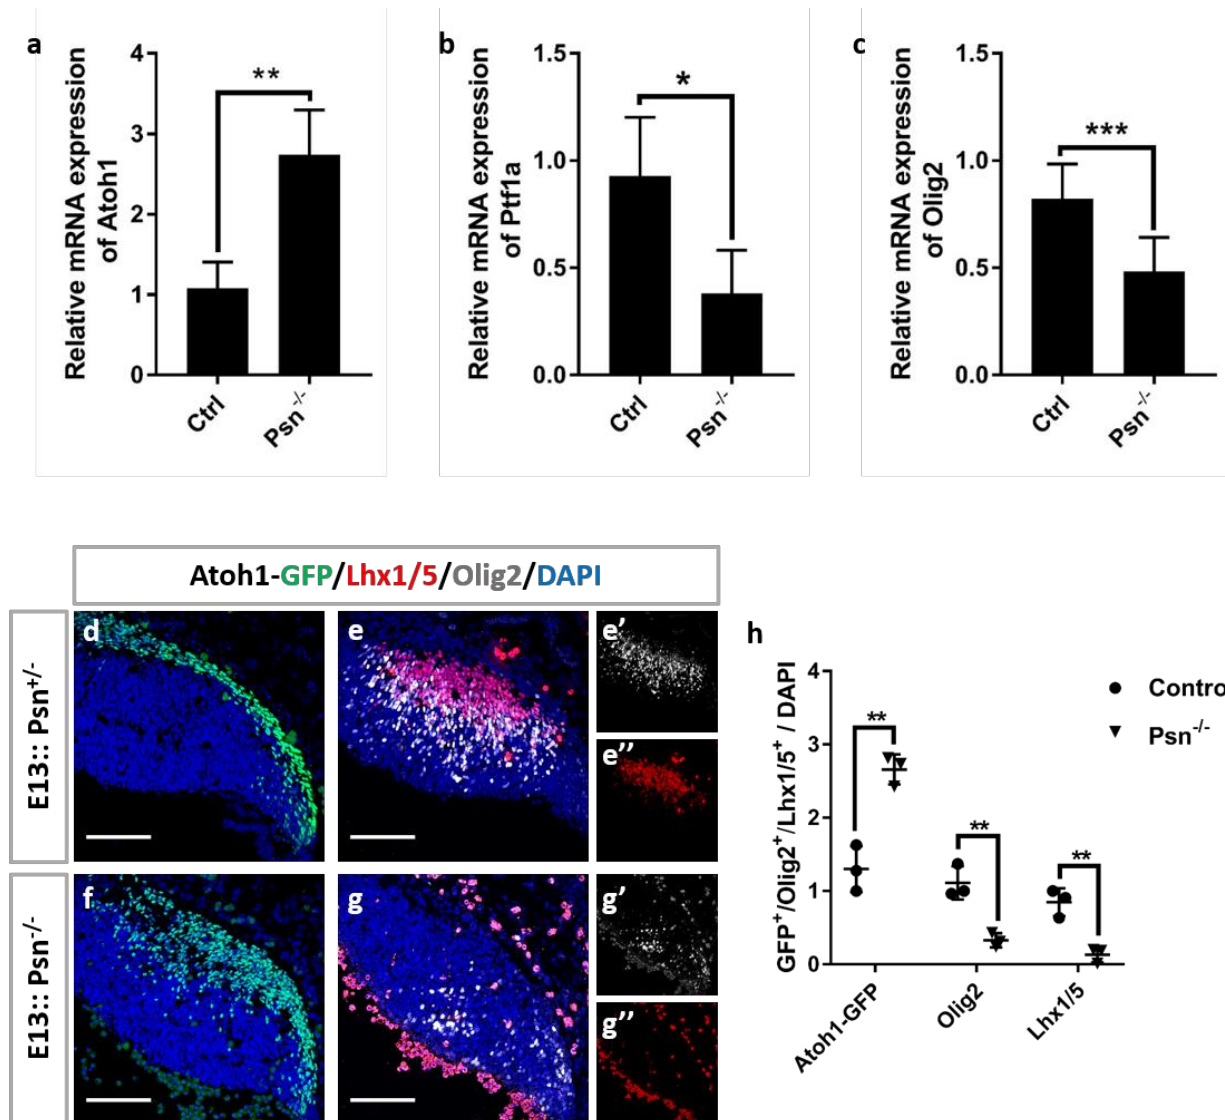 a
Relative mRNA expression
of Atoh1
4
3
2
1
0
**
Ctrl
Psn-/-
b
Relative mRNA expression
of Ptf1a
1.5
1.0
0.5
0.0
*
Ctrl
Psn-/-
c
Relative mRNA expression
of Olig2
1.5
1.0
0.5
0.0
***
Ctrl
Psn-/-
Atoh1-GFP/Lhx1/5/Olig2/DAPI
E13:: Psn+/-
d
e
e’
e’’
E13:: Psn-/-
f
g
g’
g’’
h
GFP+/Olig2+/Lhx1/5+ / DAPI
4
3
2
1
0
**
**
**
Atoh1-GFP
Olig2
Lhx1/5
Contro
Psn-/-